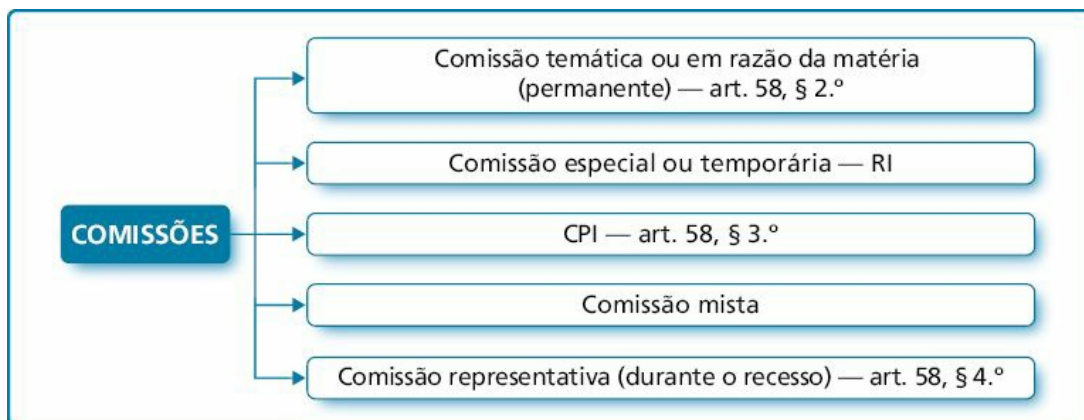 COMISSÕES
Comissão temática ou em razão da matéria
(permanente) — art. 58, § 2.º
Comissão especial ou temporária — RI
CPI — art. 58, § 3.º
Comissão mista
Comissão representativa (durante o recesso) — art. 58, § 4.º